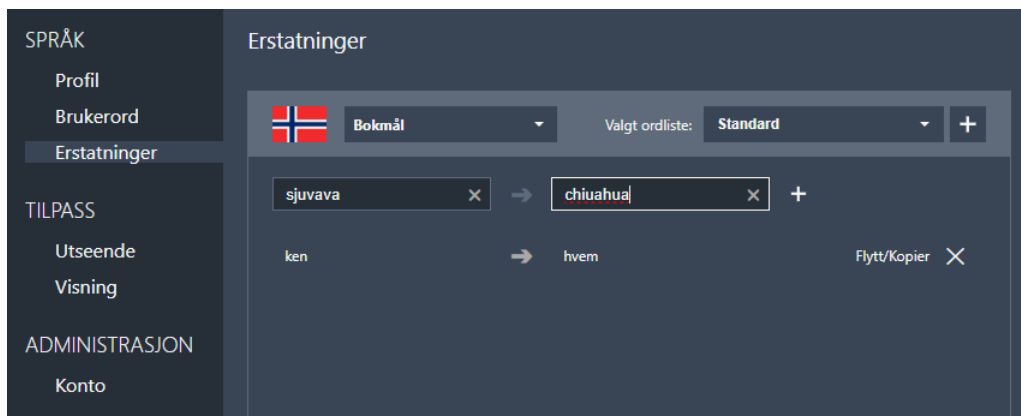 SPRÅK
Profil
Brukerord
Erstatninger
TILPASS
Utseende
Visning
ADMINISTRASJON
Konto
Erstatninger
Bokmål Valgt ordliste: Standard
sjuvava chiuahua
ken hvem Flytt/Kopier